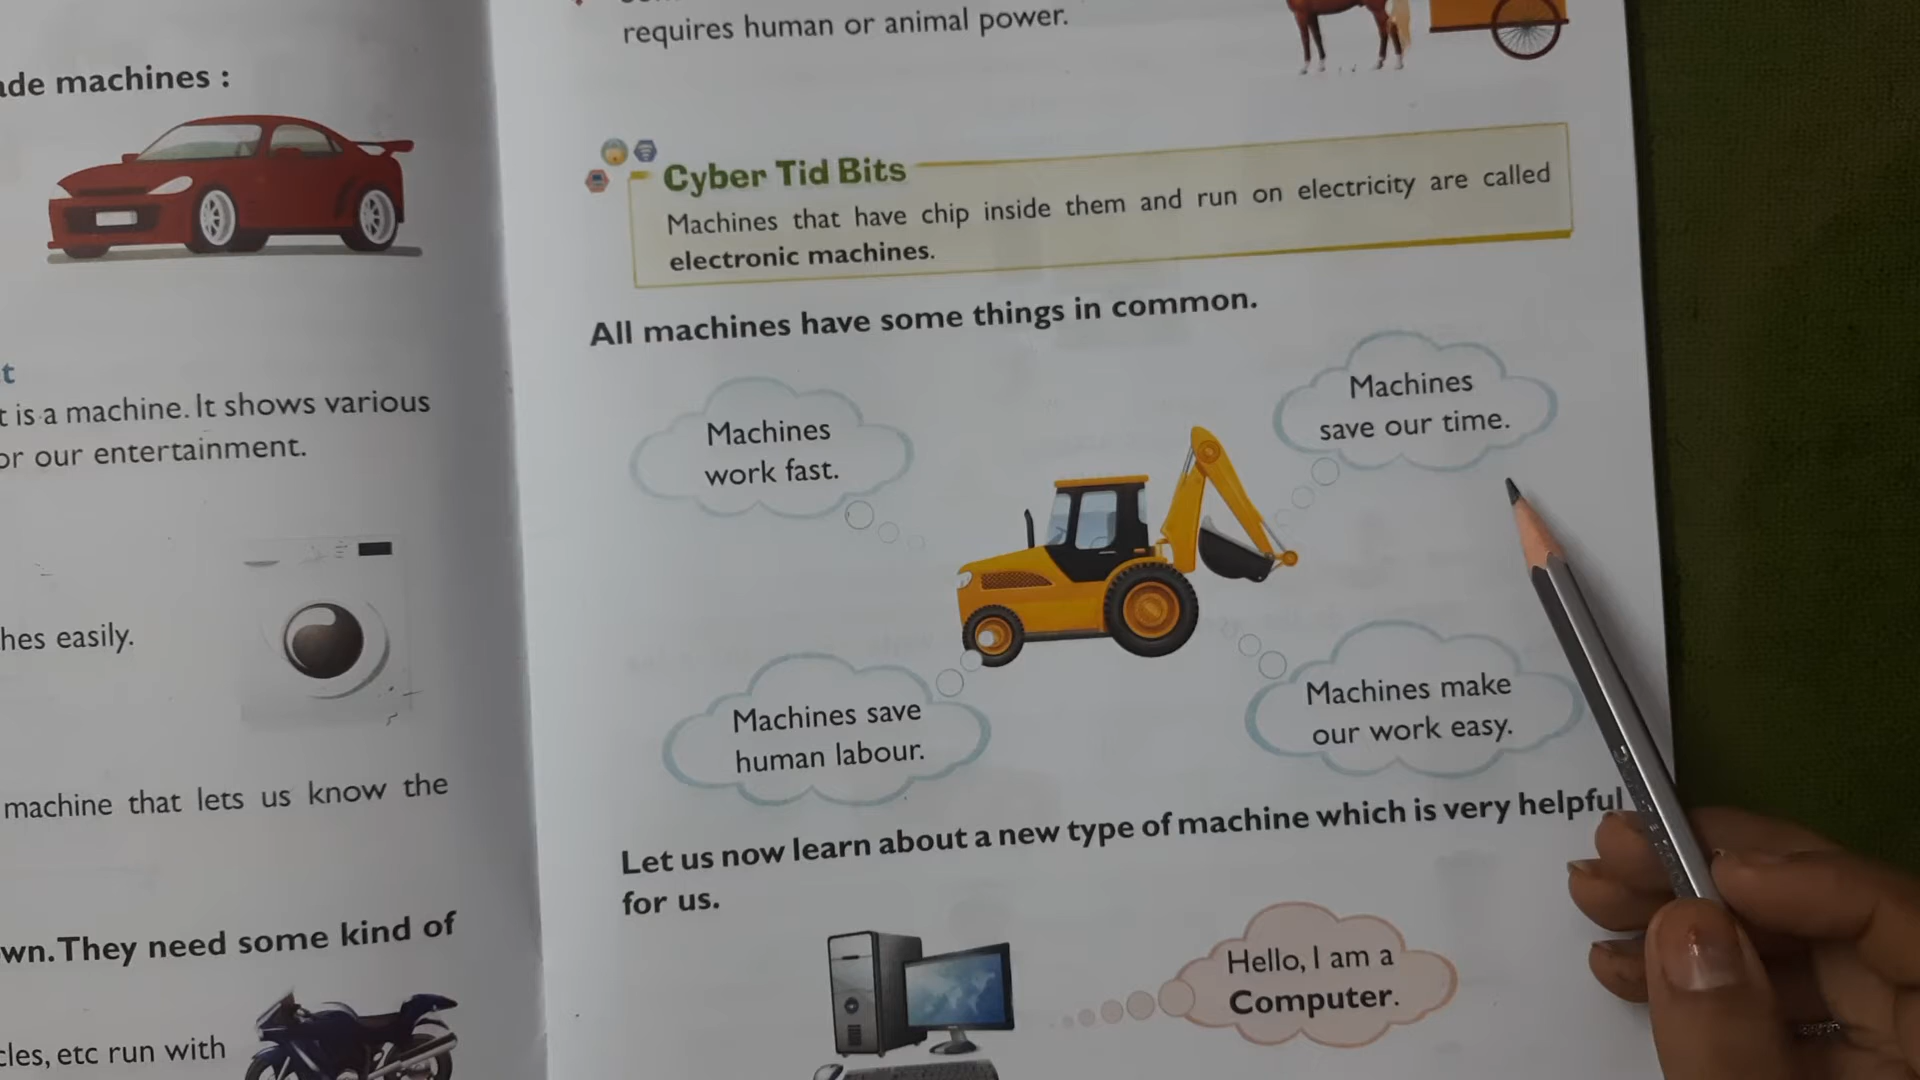 ade machines :
t
t is a machine. It shows various
or our entertainment.
hes easily.
machine that lets us know the
wn. They need some kind of
cles, etc run with
requires human or animal power.
Cyber Tid Bits
Machines that have chip inside them and run on electricity are called
electronic machines.
All machines have some things in common.
Machines
work fast.
Machines
save our time.
Machines save
human labour.
Machines make
our work easy.
Let us now learn about a new type of machine which is very helpful
for us.
Hello, I am a
Computer.